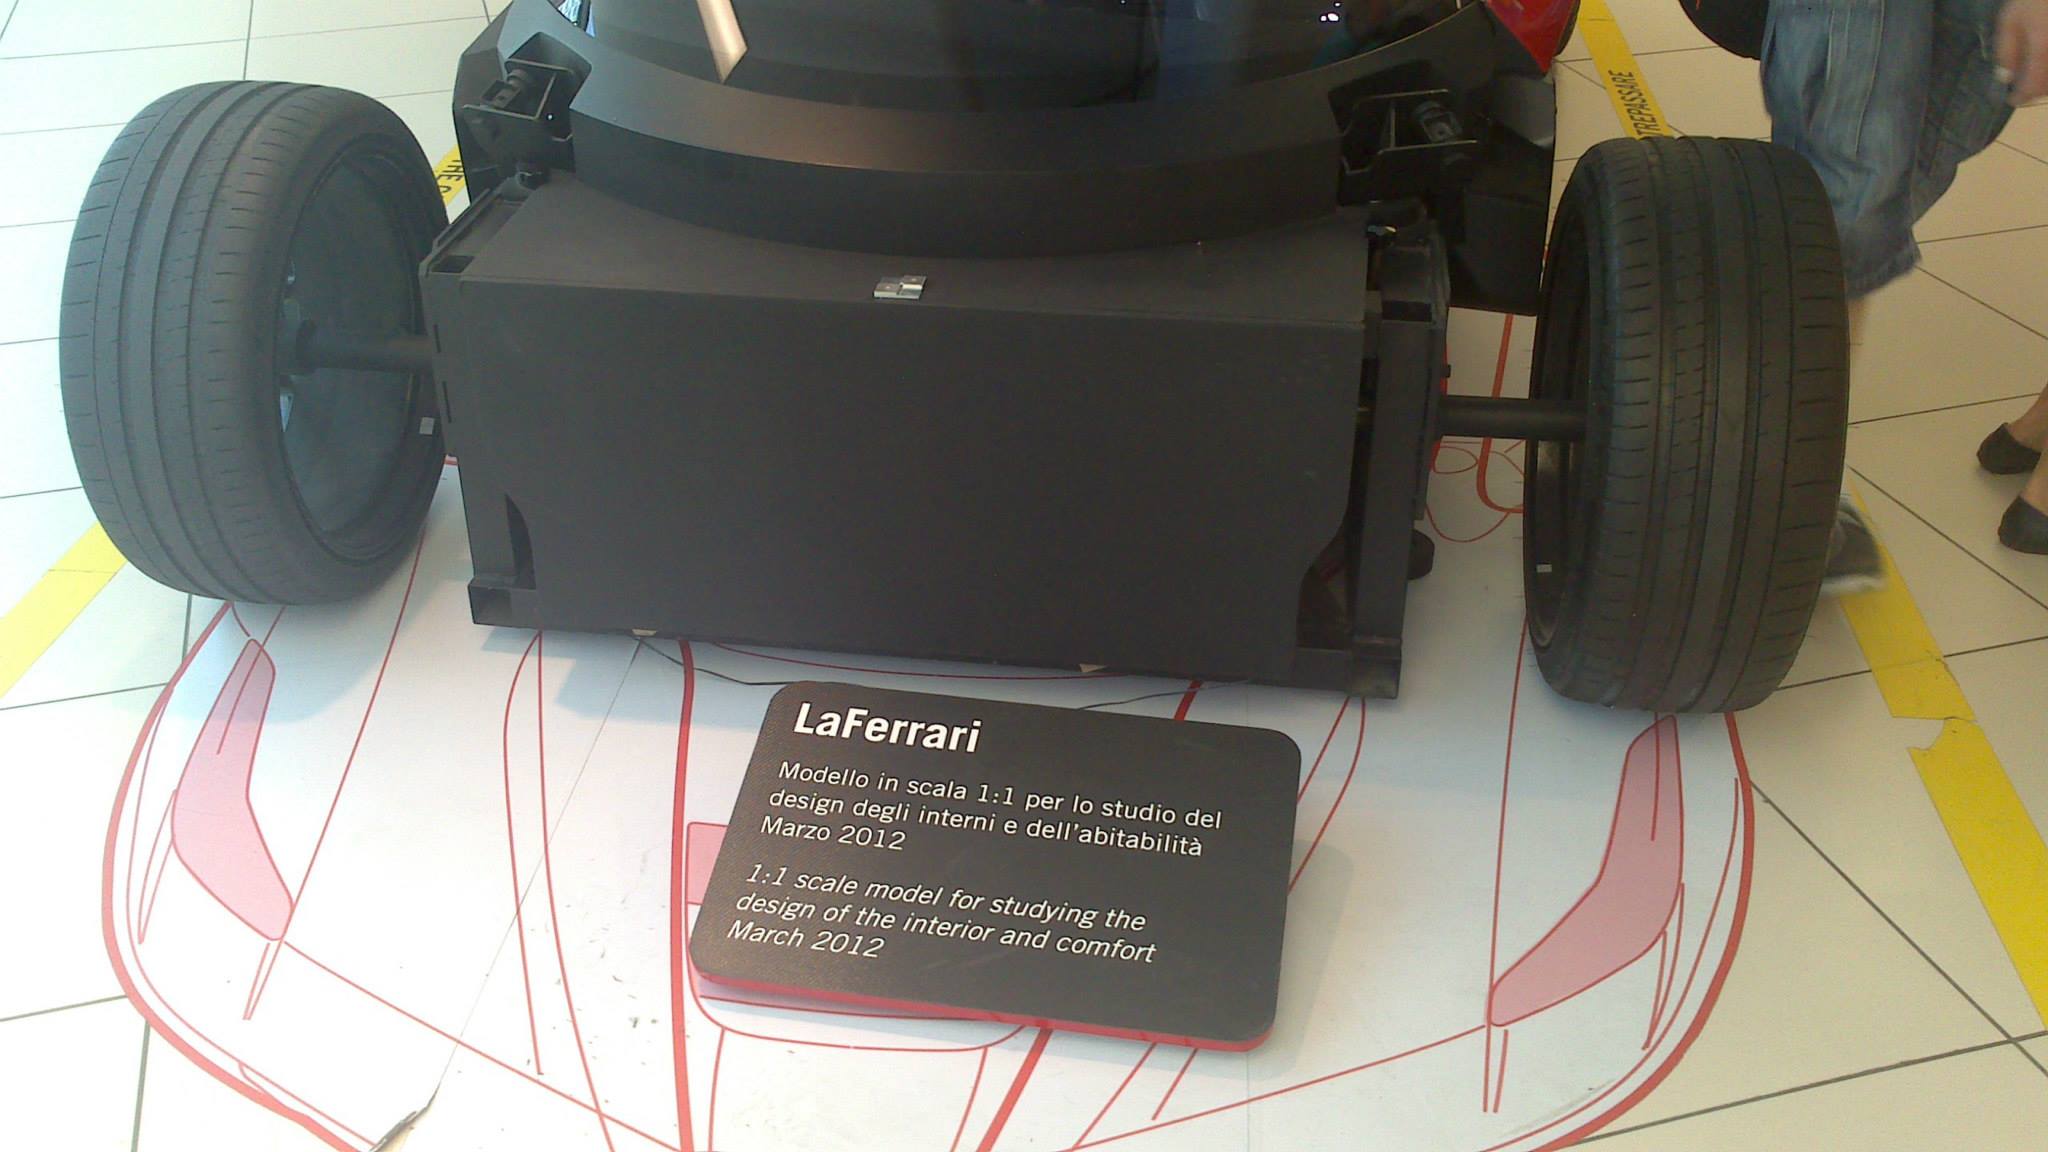 TREPASSARE
LaFerrari
Modello in scala 1:1 per lo studio del
design degli interni e dell'abitabilità
Marzo 2012
1:1 scale model for studying the
design of the interior and comfort
March 2012